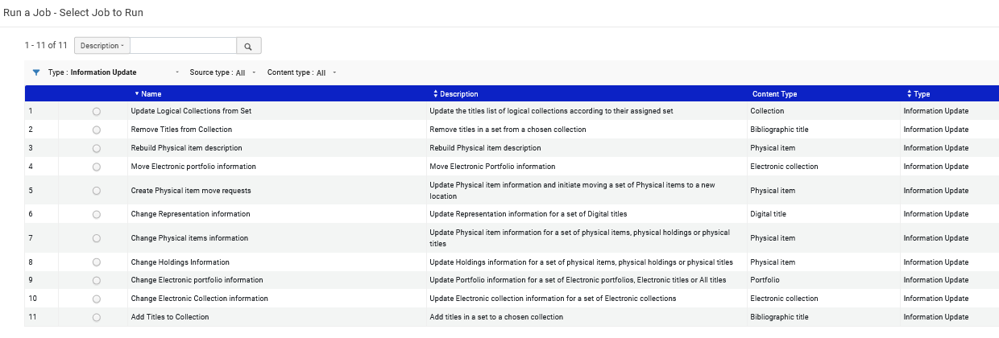 Run a Job - Select Job to Run
1 - 11 of 11 Description
Type : Information Update Source type : All Content type : All
Name Description Content Type Type
1 Update Logical Collections from Set Update the titles list of logical collections according to their assigned set Collection Information Update
2 Remove Titles from Collection Remove titles in a set from a chosen collection Bibliographic title Information Update
3 Rebuild Physical item description Rebuild Physical item description Physical item Information Update
4 Move Electronic portfolio information Move Electronic Portfolio information Electronic collection Information Update
5 Create Physical item move requests Update Physical item information and initiate moving a set of Physical items to a new Physical item Information Update
location
6 Change Representation information Update Representation information for a set of Digital titles Digital title Information Update
7 Change Physical items information Update Physical item information for a set of physical items, physical holdings or physical Physical item Information Update
titles
8 Change Holdings Information Update Holdings information for a set of physical items, physical holdings or physical titles Physical item Information Update
9 Change Electronic portfolio information Update Portfolio information for a set of Electronic portfolios, Electronic titles or All titles Portfolio Information Update
10 Change Electronic Collection information Update Electronic collection information for a set of Electronic collections Electronic collection Information Update
11 Add Titles to Collection Add titles in a set to a chosen collection Bibliographic title Information Update